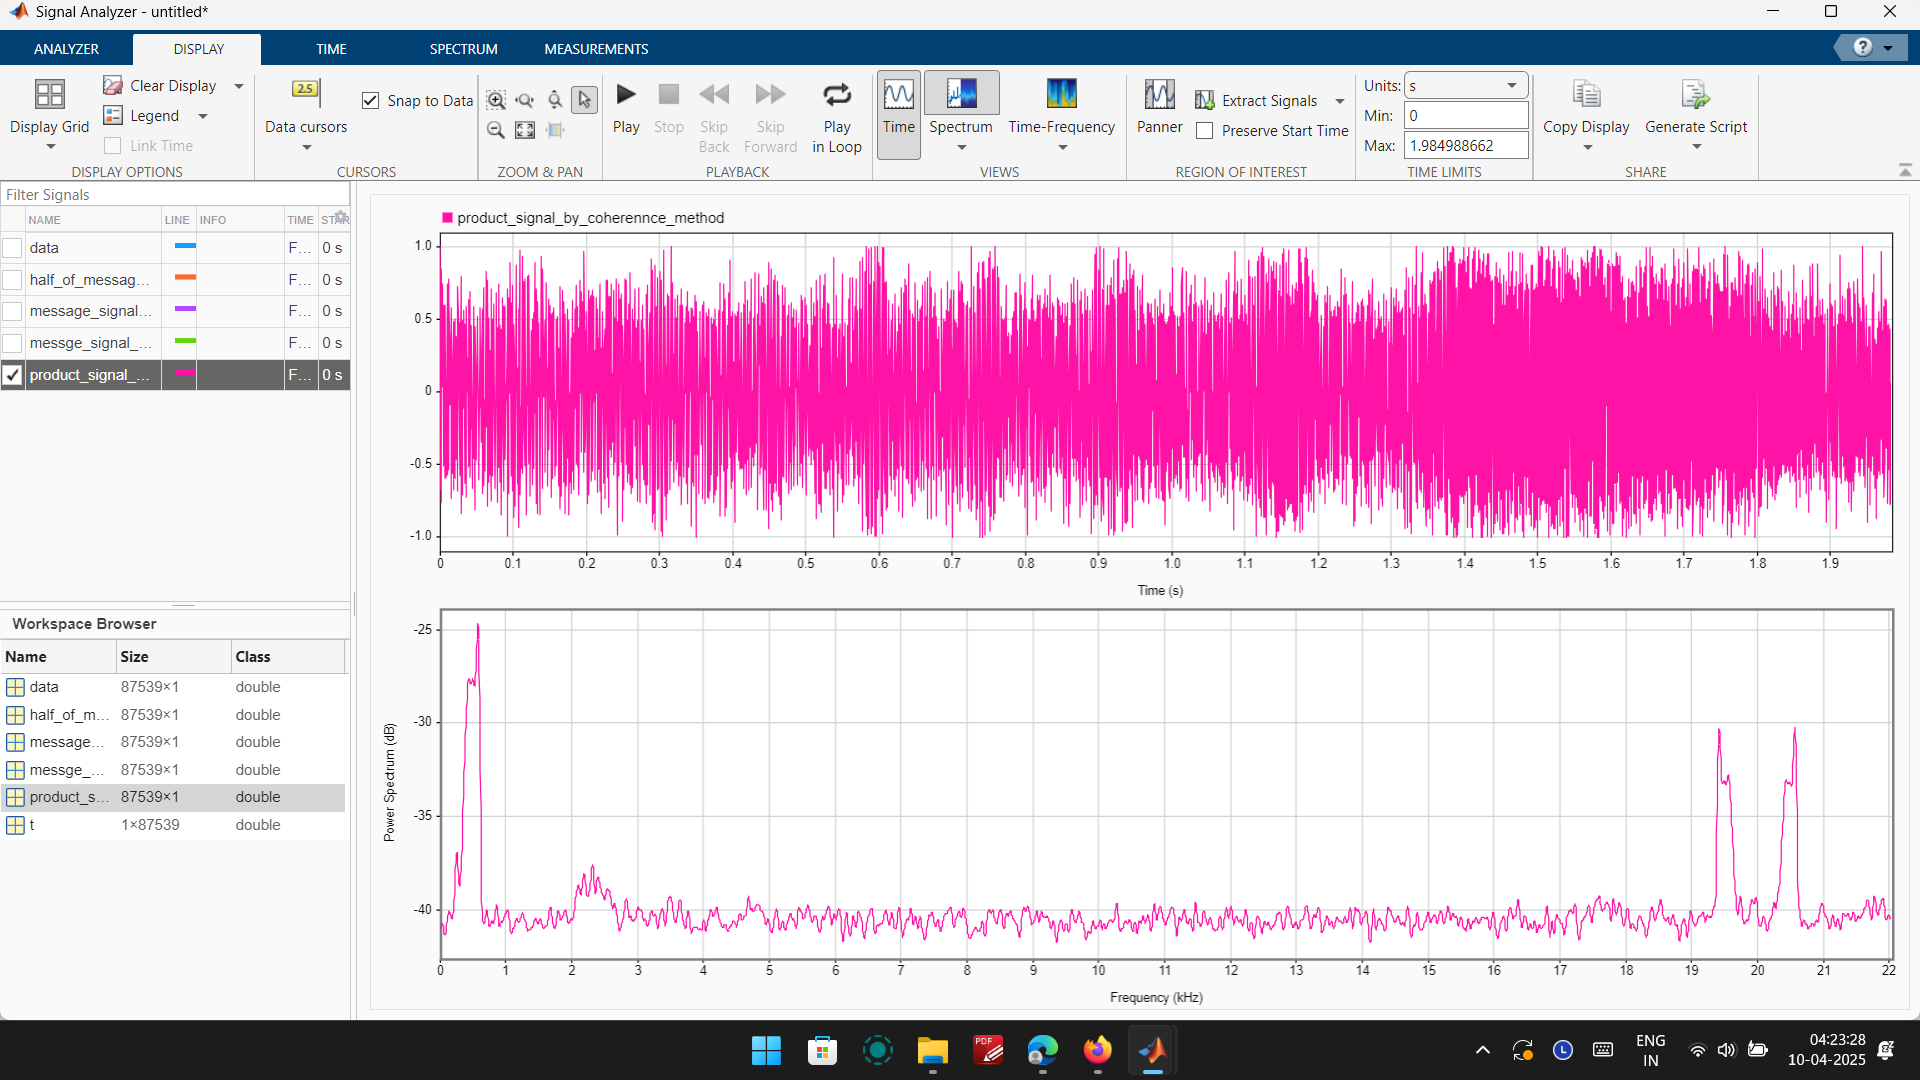 Signal Analyzer - untitled*
ANALYZER DISPLAY TIME SPECTRUM MEASUREMENTS
Display Grid
Clear Display
Legend
Link Time
DISPLAY OPTIONS
2.5
Data cursors
Snap to Data
CURSORS
ZOOM & PAN
Play
Stop
Skip
Back
Skip
Forward
Play
in Loop
PLAYBACK
Time
Spectrum
Time-Frequency
VIEWS
Panner
Extract Signals
Preserve Start Time
REGION OF INTEREST
Units: s
Min: 0
Max: 1.984988662
TIME LIMITS
Copy Display
Generate Script
SHARE
Filter Signals
NAME LINE INFO TIME STAR
data F... 0 s
half_of_messag... F... 0 s
message_signal... F... 0 s
messge_signal_... F... 0 s
product_signal_... F... 0 s
Workspace Browser
Name Size Class
data 87539×1 double
half_of_m... 87539×1 double
message... 87539×1 double
messge_... 87539×1 double
product_s... 87539×1 double
t 1×87539 double
product_signal_by_coherennce_method
1.0
0.5
0
-0.5
-1.0
0 0.1 0.2 0.3 0.4 0.5 0.6 0.7 0.8 0.9 1.0 1.1 1.2 1.3 1.4 1.5 1.6 1.7 1.8 1.9
Time (s)
Power Spectrum (dB)
-25
-30
-35
-40
0 1 2 3 4 5 6 7 8 9 10 11 12 13 14 15 16 17 18 19 20 21 22
Frequency (kHz)
PDF
L
ENG
IN
04:23:28
10-04-2025